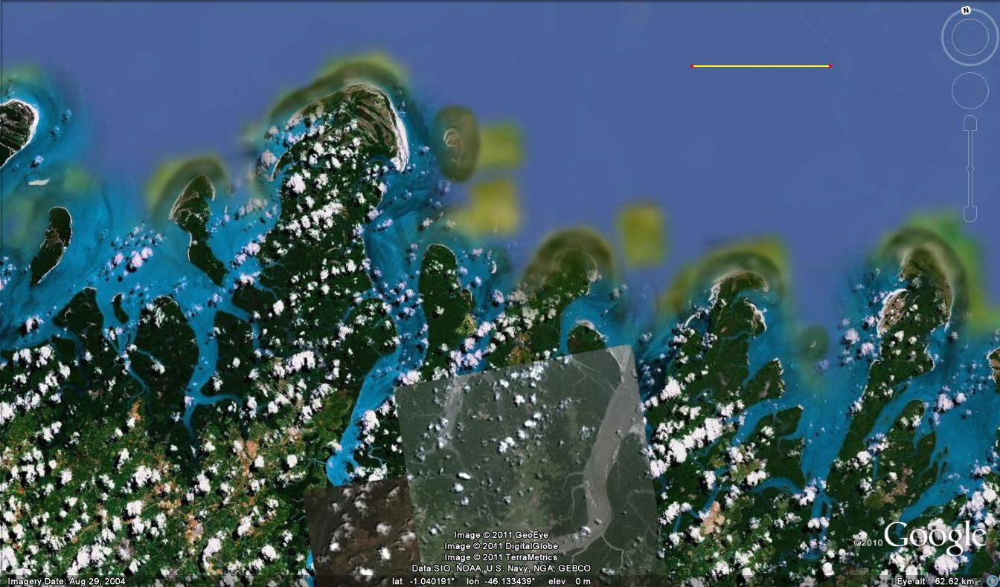 N
Image © 2011 GeoEye
Image © 2011 DigitalGlobe
Image © 2011 TerraMetrics
Data SIO, NOAA, U.S. Navy, NGA, GEBCO
©2010 Google
Imagery Date: Aug 29, 2004 lat -1.040191° lon -46.133439° elev 0 m Eye alt 62.62 km